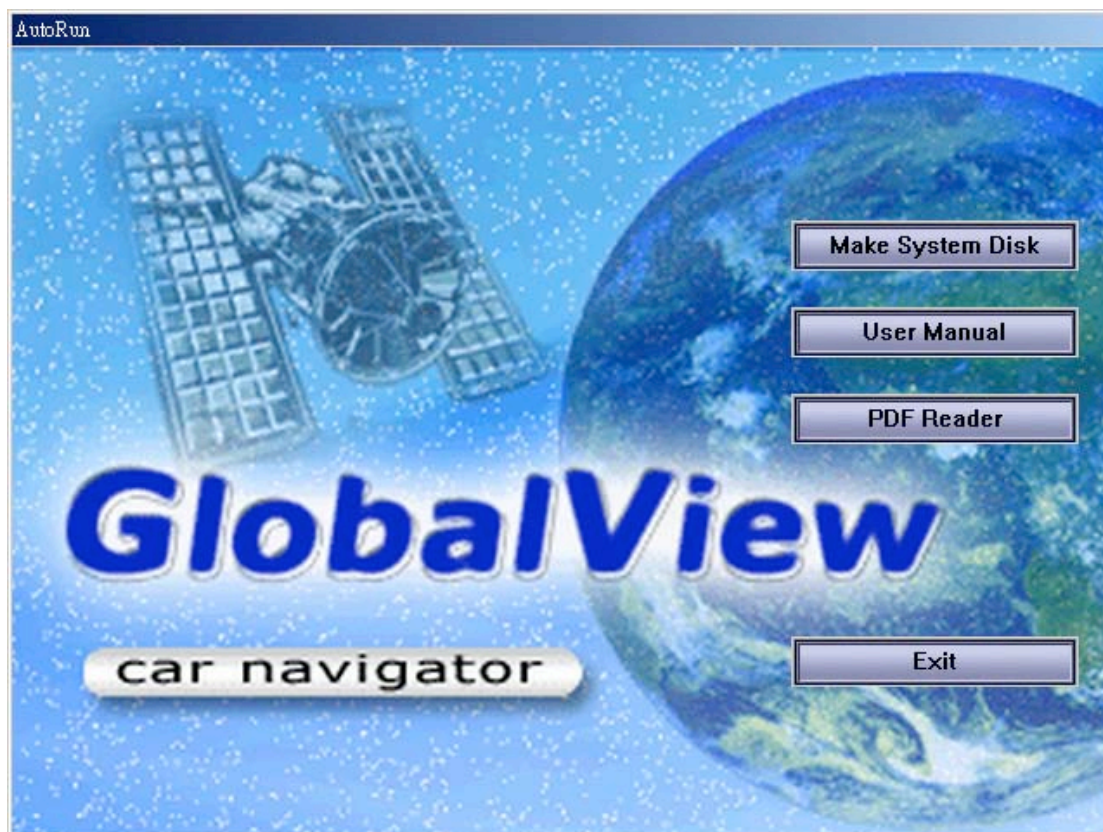 AutoRun
Make System Disk
User Manual
PDF Reader
GlobalView
car navigator
Exit